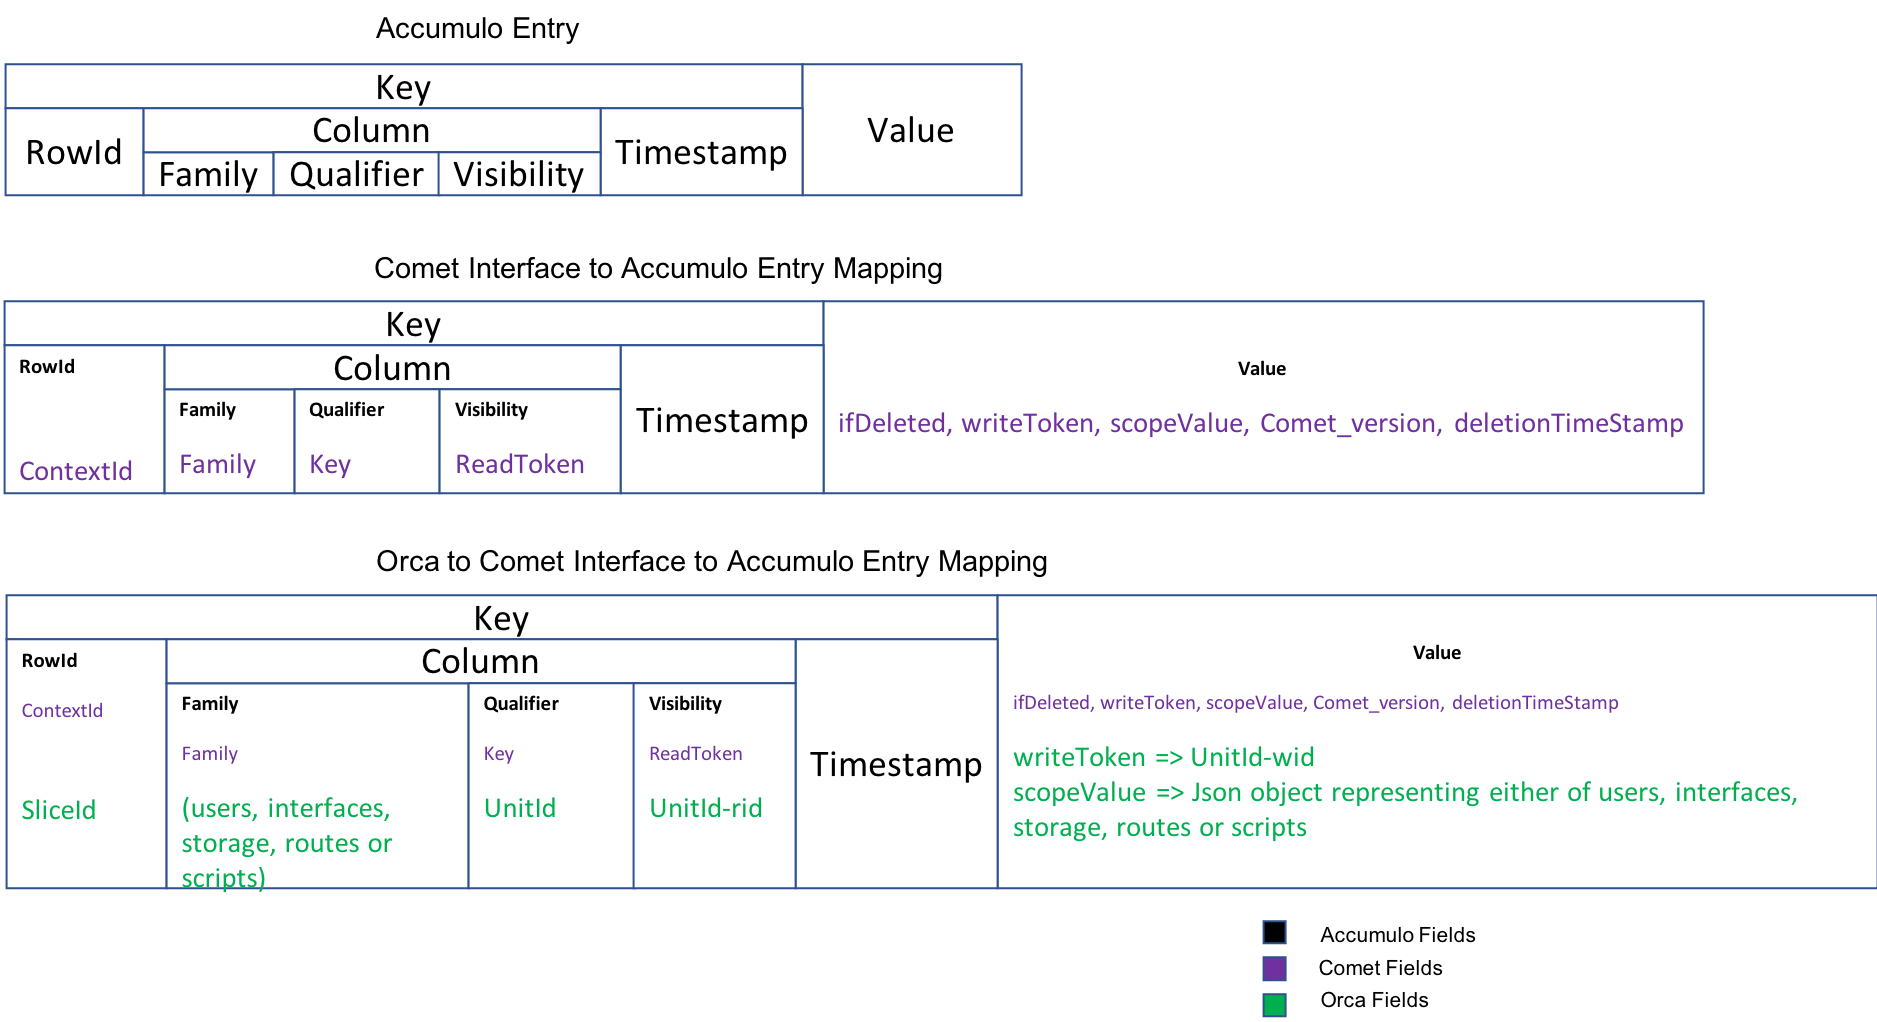 Accumulo Entry
Key
Value
RowId
Column
Timestamp
Family
Qualifier
Visibility
Comet Interface to Accumulo Entry Mapping
Key
RowId
Column
Timestamp
Value
Family
Qualifier
Visibility
ifDeleted, writeToken, scopeValue, Comet_version, deletionTimeStamp
ContextId
Family
Key
ReadToken
Orca to Comet Interface to Accumulo Entry Mapping
Key
RowId
Column
Value
ContextId
Family
Qualifier
Visibility
ifDeleted, writeToken, scopeValue, Comet_version, deletionTimeStamp
Family
Key
ReadToken
Timestamp
SliceId
(users, interfaces,
storage, routes or
scripts)
UnitId
UnitId-rid
writeToken => UnitId-wid
scopeValue => Json object representing either of users, interfaces,
storage, routes or scripts
Accumulo Fields
Comet Fields
Orca Fields